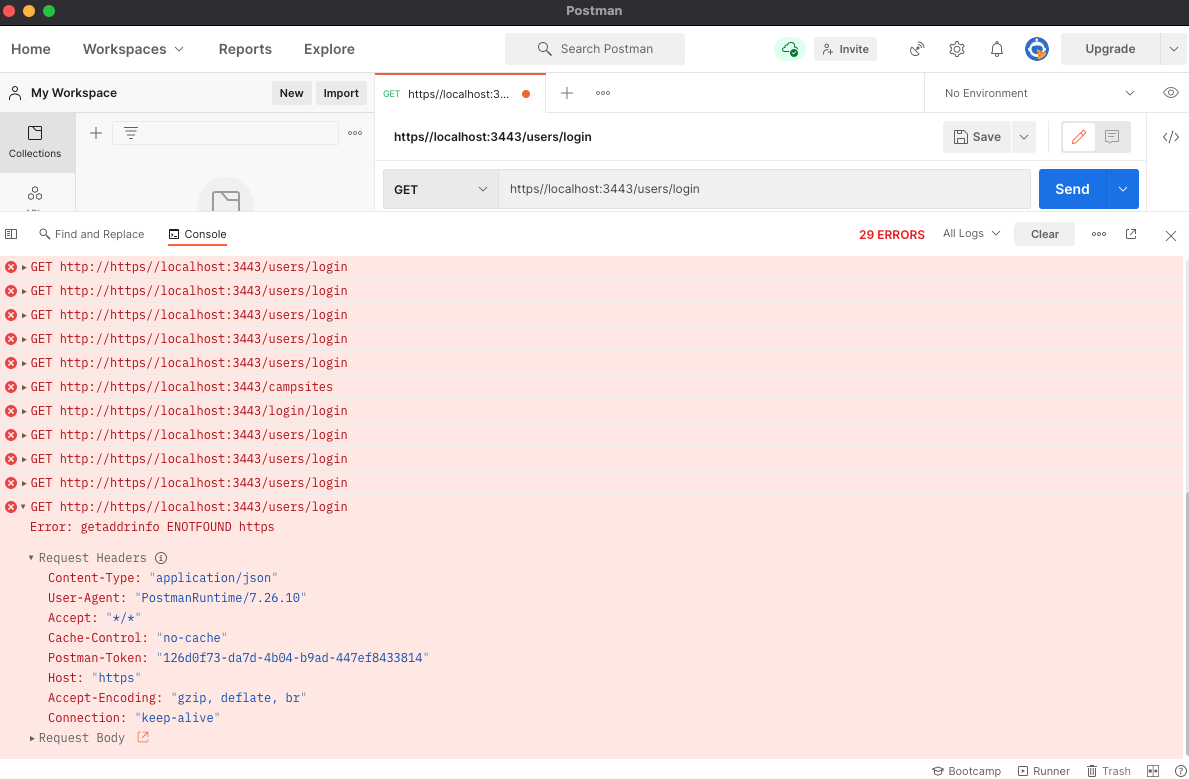 Postman
Home Workspaces Reports Explore Search Postman Invite Upgrade
My Workspace New Import GET https//localhost:3... No Environment
Collections
https//localhost:3443/users/login Save
GET https//localhost:3443/users/login Send
Find and Replace Console 29 ERRORS All Logs Clear
GET http://https//localhost:3443/users/login
GET http://https//localhost:3443/users/login
GET http://https//localhost:3443/users/login
GET http://https//localhost:3443/users/login
GET http://https//localhost:3443/users/login
GET http://https//localhost:3443/campsites
GET http://https//localhost:3443/login/login
GET http://https//localhost:3443/users/login
GET http://https//localhost:3443/users/login
GET http://https//localhost:3443/users/login
GET http://https//localhost:3443/users/login
Error: getaddrinfo ENOTFOUND https
Request Headers
Content-Type: "application/json"
User-Agent: "PostmanRuntime/7.26.10"
Accept: "*/*"
Cache-Control: "no-cache"
Postman-Token: "126d0f73-da7d-4b04-b9ad-447ef8433814"
Host: "https"
Accept-Encoding: "gzip, deflate, br"
Connection: "keep-alive"
Request Body
Bootcamp Runner Trash